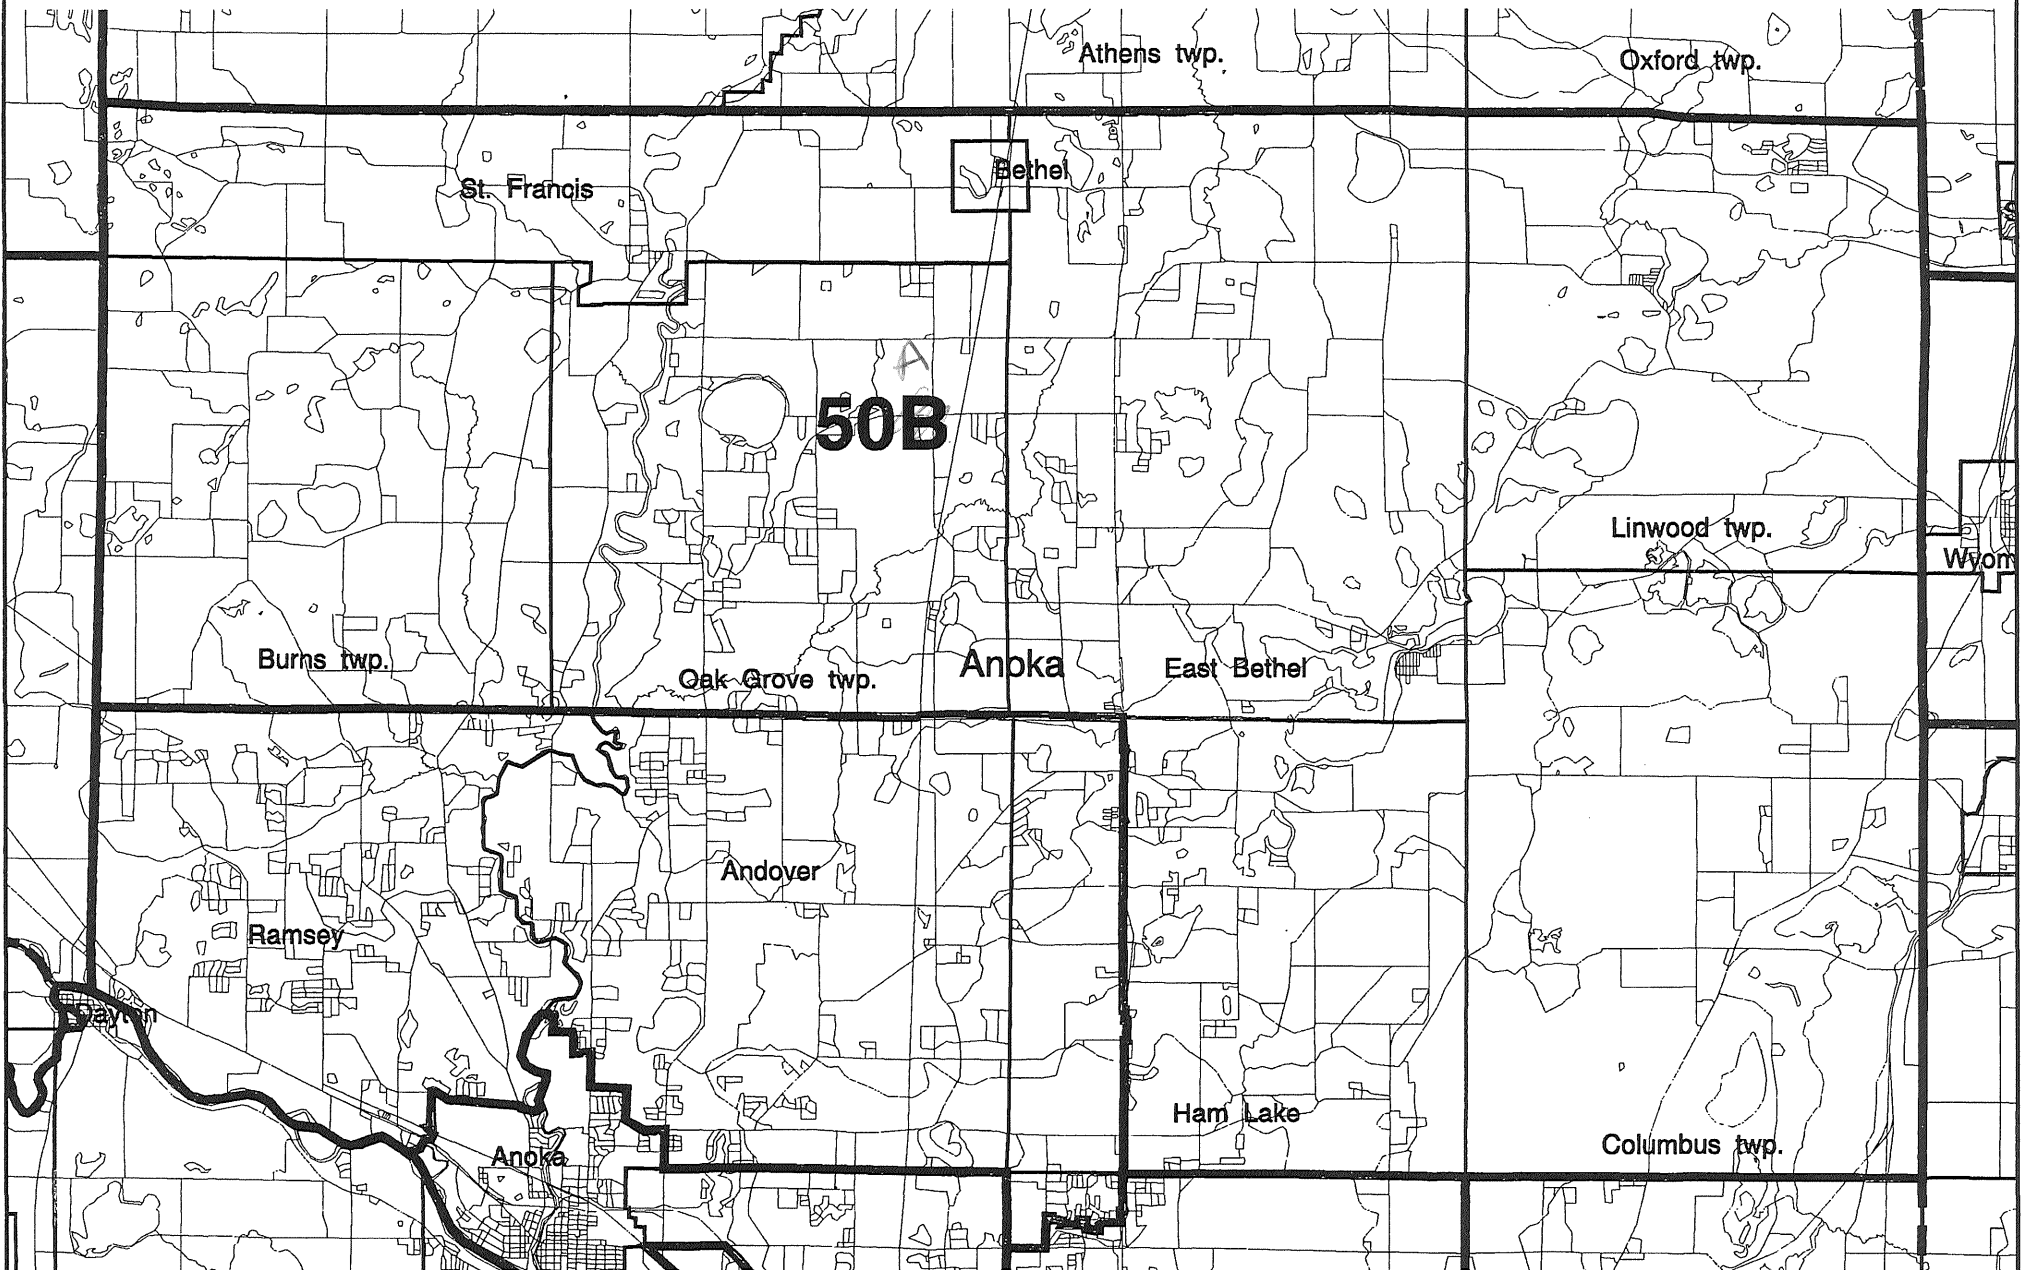 Athens twp.
Oxford twp.
Bethel
St. Francis
A
50B
Linwood twp.
Burns twp.
Oak Grove twp.
Anoka
East Bethel
Andover
Ramsey
Dayton
Ham Lake
Columbus twp.
Anoka